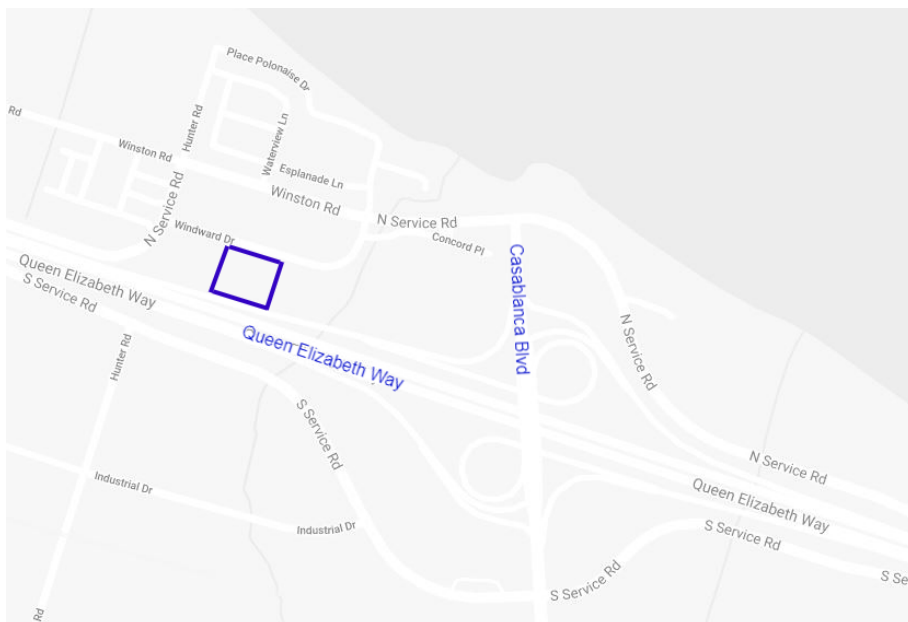 Place Polonaise Dr
Rd
Hunter Rd
Waterview Ln
Winston Rd
Esplanade Ln
Winston Rd
N Service Rd
N Service Rd
Windward Dr
Concord Pl
Casablanca Blvd
Queen Elizabeth Way
S Service Rd
Queen Elizabeth Way
Hunter Rd
N Service Rd
S Service Rd
N Service Rd
Industrial Dr
Queen Elizabeth Way
Industrial Dr
S Service Rd
S Service Rd
S Se
Rd